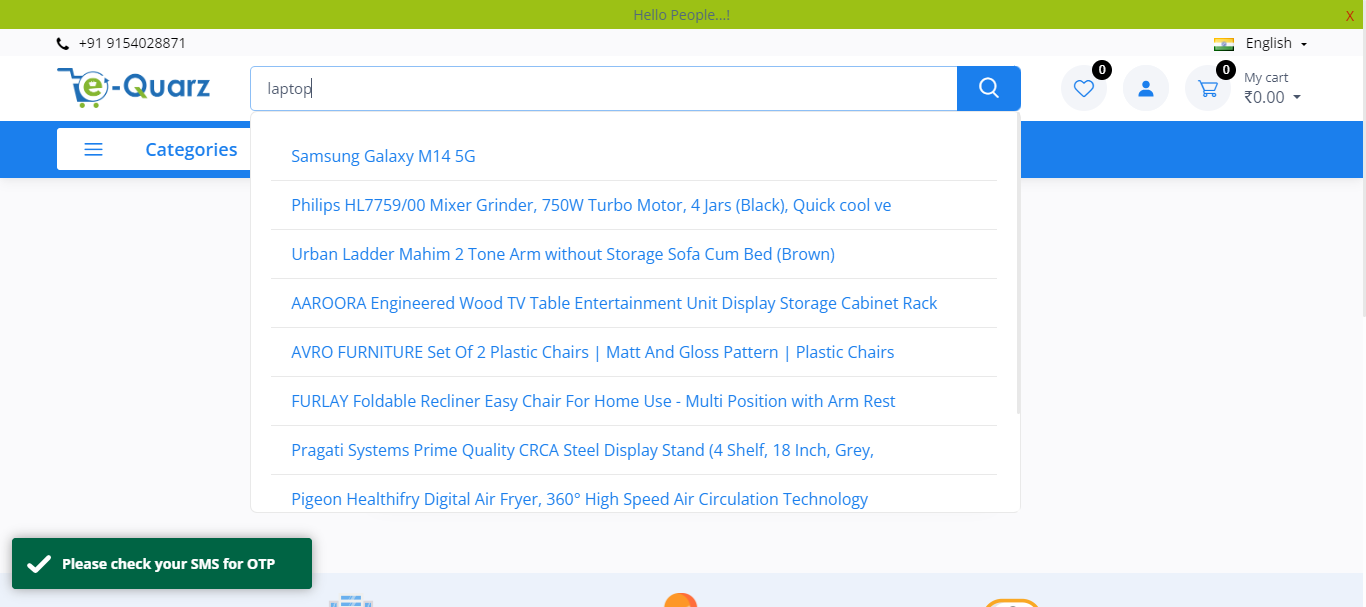 Hello People...!
X
+91 9154028871
English
e-Quarz
laptop
0
0
My cart
₹0.00
Categories
Samsung Galaxy M14 5G
Philips HL7759/00 Mixer Grinder, 750W Turbo Motor, 4 Jars (Black), Quick cool ve
Urban Ladder Mahim 2 Tone Arm without Storage Sofa Cum Bed (Brown)
AAROORA Engineered Wood TV Table Entertainment Unit Display Storage Cabinet Rack
AVRO FURNITURE Set Of 2 Plastic Chairs | Matt And Gloss Pattern | Plastic Chairs
FURLAY Foldable Recliner Easy Chair For Home Use - Multi Position with Arm Rest
Pragati Systems Prime Quality CRCA Steel Display Stand (4 Shelf, 18 Inch, Grey,
Pigeon Healthifry Digital Air Fryer, 360° High Speed Air Circulation Technology
Please check your SMS for OTP